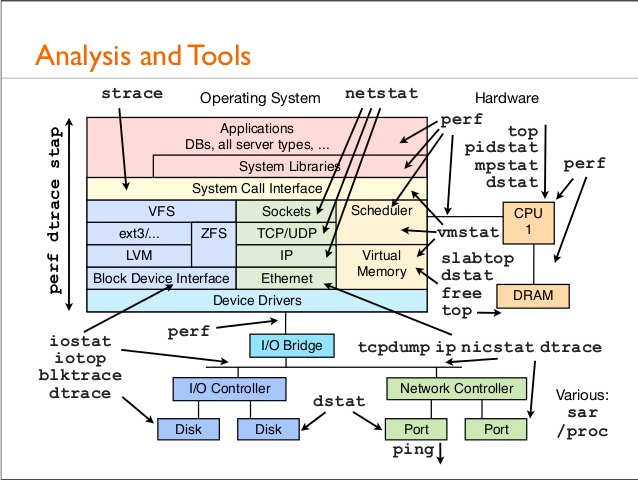 Analysis and Tools
strace
Operating System
netstat
Hardware
perf dtrace stap
Applications
DBs, all server types, ...
System Libraries
System Call Interface
perf
top
pidstat
mpstat
dstat
perf
VFS
Sockets
Scheduler
CPU
1
ext3/...
ZFS
TCP/UDP
vmstat
LVM
IP
Virtual
Memory
slabtop
dstat
free
top
DRAM
Block Device Interface
Ethernet
Device Drivers
perf
I/O Bridge
iostat
iotop
blktrace
dtrace
tcpdump ip nicstat dtrace
I/O Controller
Network Controller
Various:
sar
/proc
Disk
Disk
dstat
Port
Port
ping